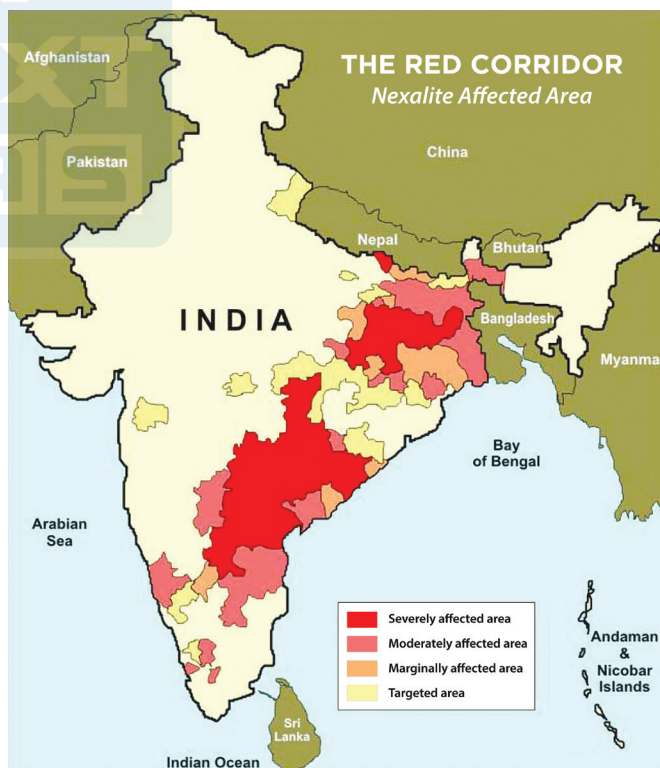 THE RED CORRIDOR
Nexalite Affected Area
Afghanistan
Pakistan
China
Nepal
Bhutan
INDIA
Bangladesh
Myanma
Bay
of Bengal
Arabian
Sea
Severely affected area
Moderately affected area
Marginally affected area
Targeted area
Andaman
&
Nicobar
Islands
Sri
Lanka
Indian Ocean